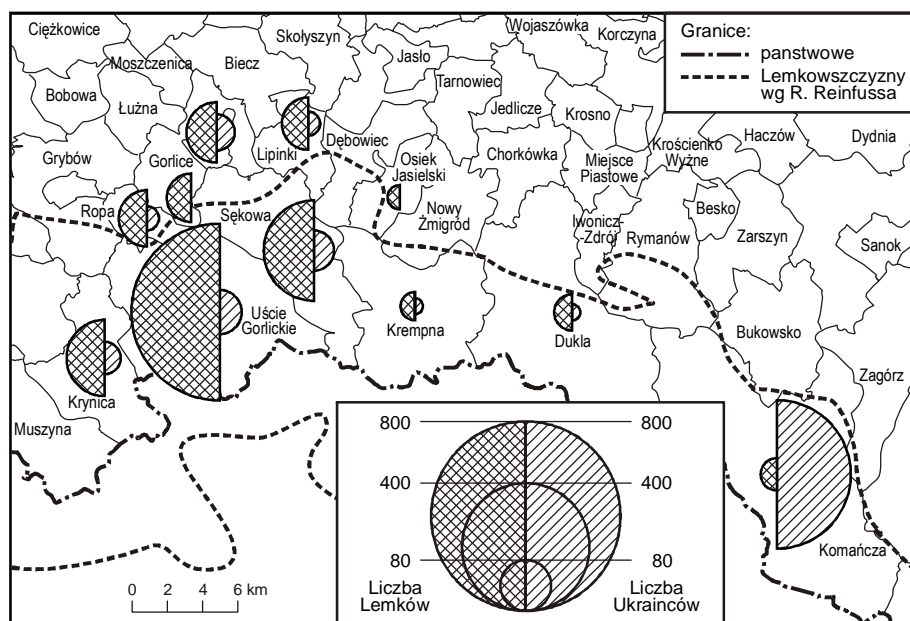 Ciężkowice
Skołyszyn
Wojaszówka
Korczyna
Granice:
państwowe
Łemkowszczyzny
wg R. Reinfussa
Moszczenica
Biecz
Jasło
Tarnowiec
Bobowa
Łużna
Jedlicze
Krosno
Haczów
Dydnia
Grybów
Gorlice
Lipinki
Dębowiec
Osiek
Jasielski
Chorkówka
Miejsce
Piastowe
Krościenko
Wyżne
Ropa
Sękowa
Nowy
Żmigród
Iwonicz-
Zdrój
Rymanów
Besko
Zarszyn
Sanok
Uście
Gorlickie
Krempna
Dukla
Bukowsko
Zagórz
Krynica
Muszyna
Komańcza
800
800
400
400
80
80
Liczba
Lemków
Liczba
Ukrainców
0 2 4 6 km